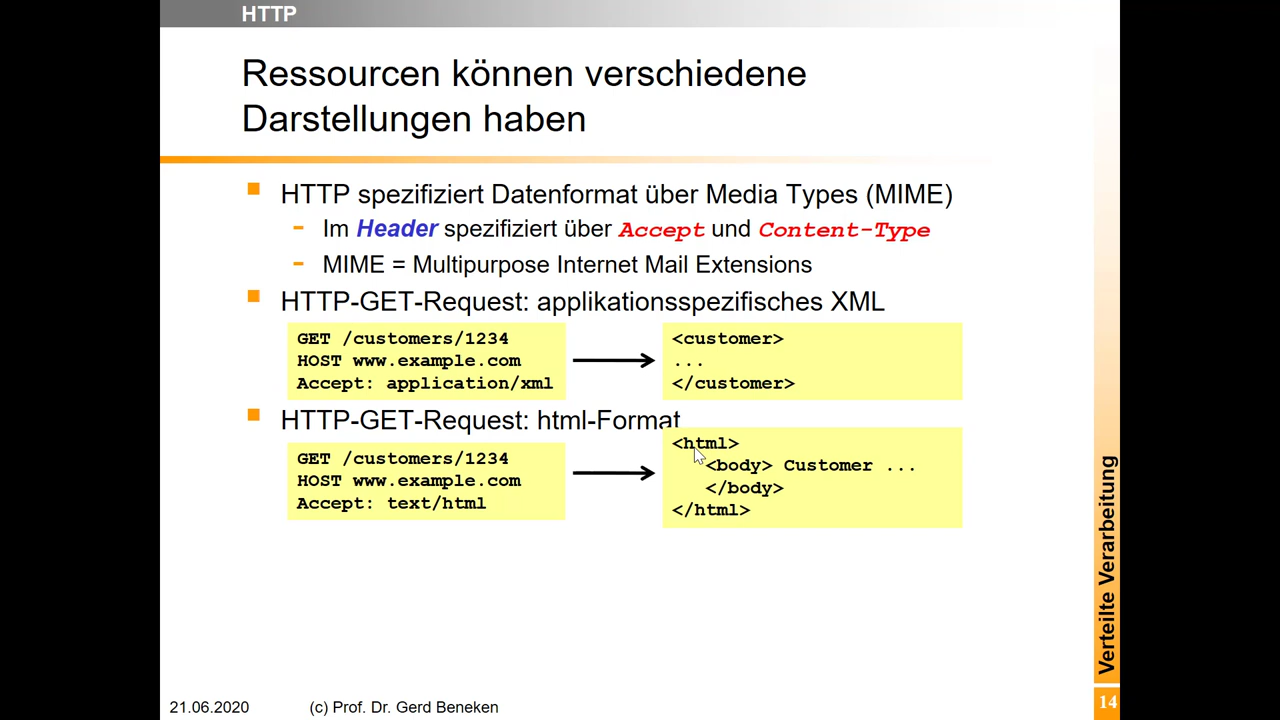 HTTP
Ressourcen können verschiedene
Darstellungen haben
HTTP spezifiziert Datenformat über Media Types (MIME)
Im Header spezifiziert über Accept und Content-Type
MIME = Multipurpose Internet Mail Extensions
HTTP-GET-Request: applikationsspezifisches XML
GET /customers/1234
HOST www.example.com
Accept: application/xml
<customer>
...
</customer>
HTTP-GET-Request: html-Format
GET /customers/1234
HOST www.example.com
Accept: text/html
<html>
<body> Customer ...
</body>
</html>
Verteilte Verarbeitung
21.06.2020
(c) Prof. Dr. Gerd Beneken
14